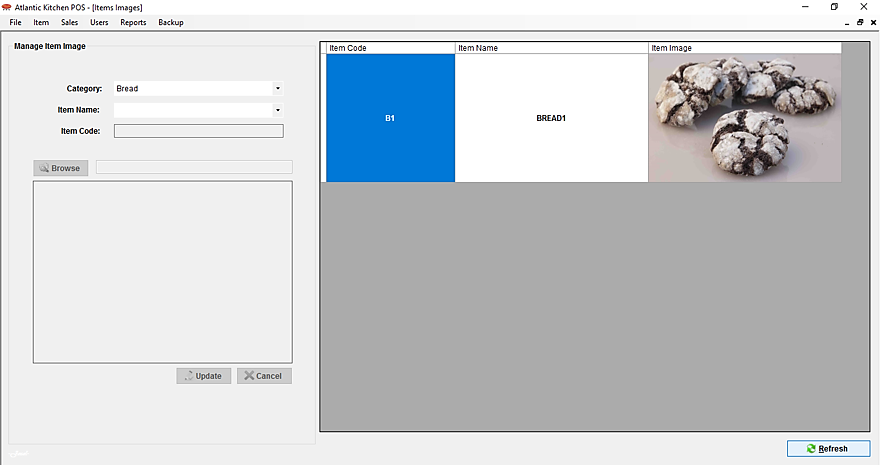 Atlantic Kitchen POS - [Items Images]
File Item Sales Users Reports Backup
Manage Item Image
Category: Bread
Item Name:
Item Code:
Browse
Update Cancel
Item Code Item Name Item Image
B1 BREAD1
Refresh